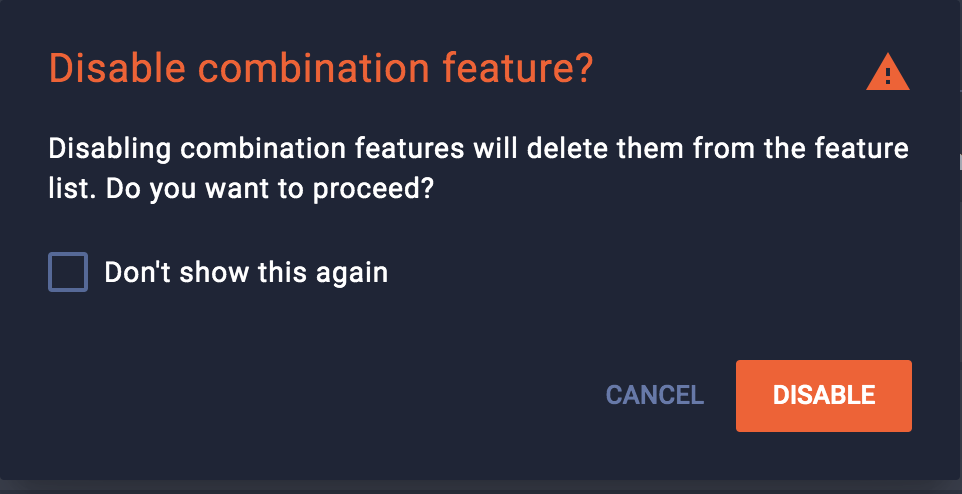 Disable combination feature?
Disabling combination features will delete them from the feature
list. Do you want to proceed?
Don't show this again
CANCEL
DISABLE